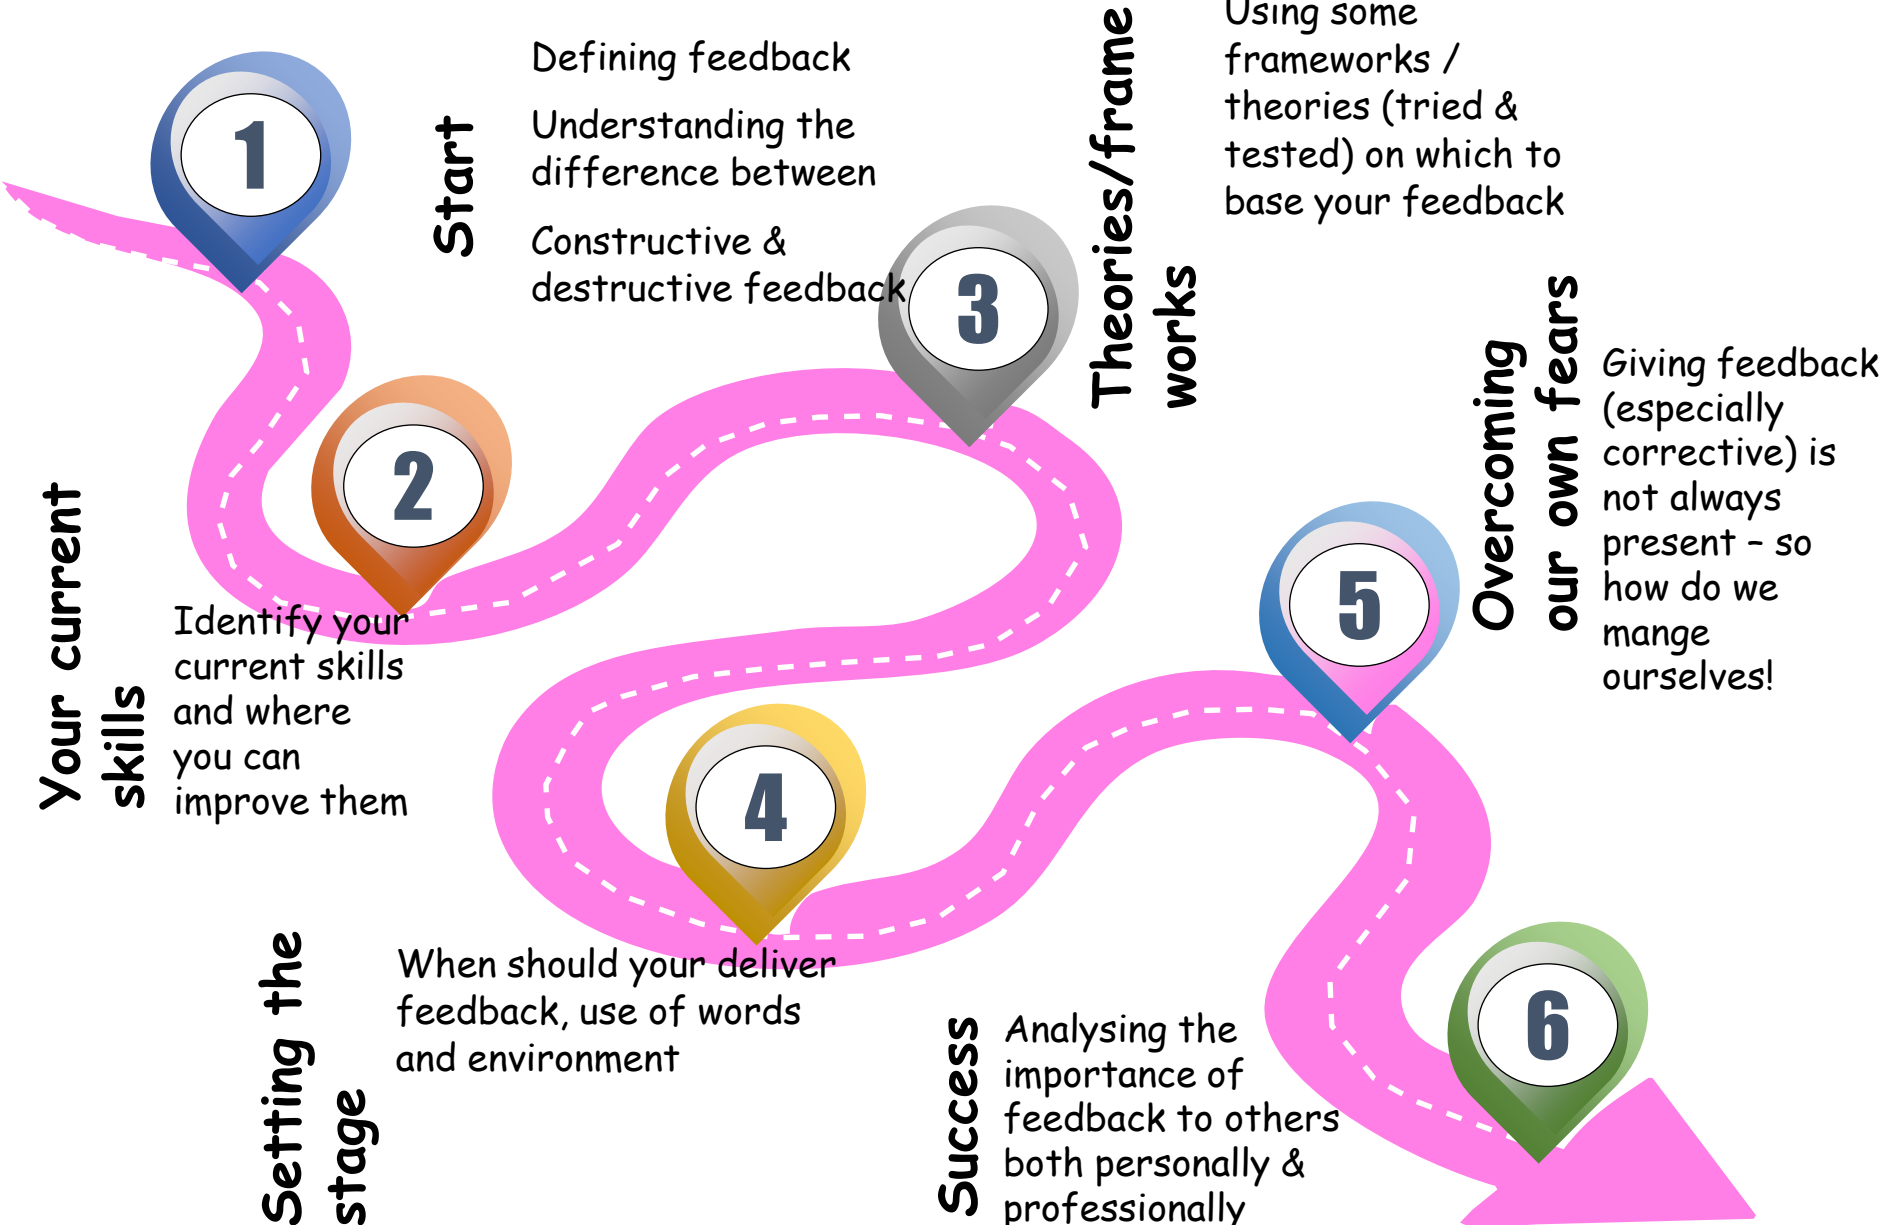 1
Start
Defining feedback
Understanding the
difference between
Constructive &
destructive feedback
2
Your current
skills
Identify your
current skills
and where
you can
improve them
3
Theories/frame
works
Using some
frameworks /
theories (tried &
tested) on which to
base your feedback
4
Setting the
stage
When should your deliver
feedback, use of words
and environment
5
Overcoming
our own fears
Giving feedback
(especially
corrective) is
not always
present – so
how do we
mange
ourselves!
6
Success
Analysing the
importance of
feedback to others
both personally &
professionally